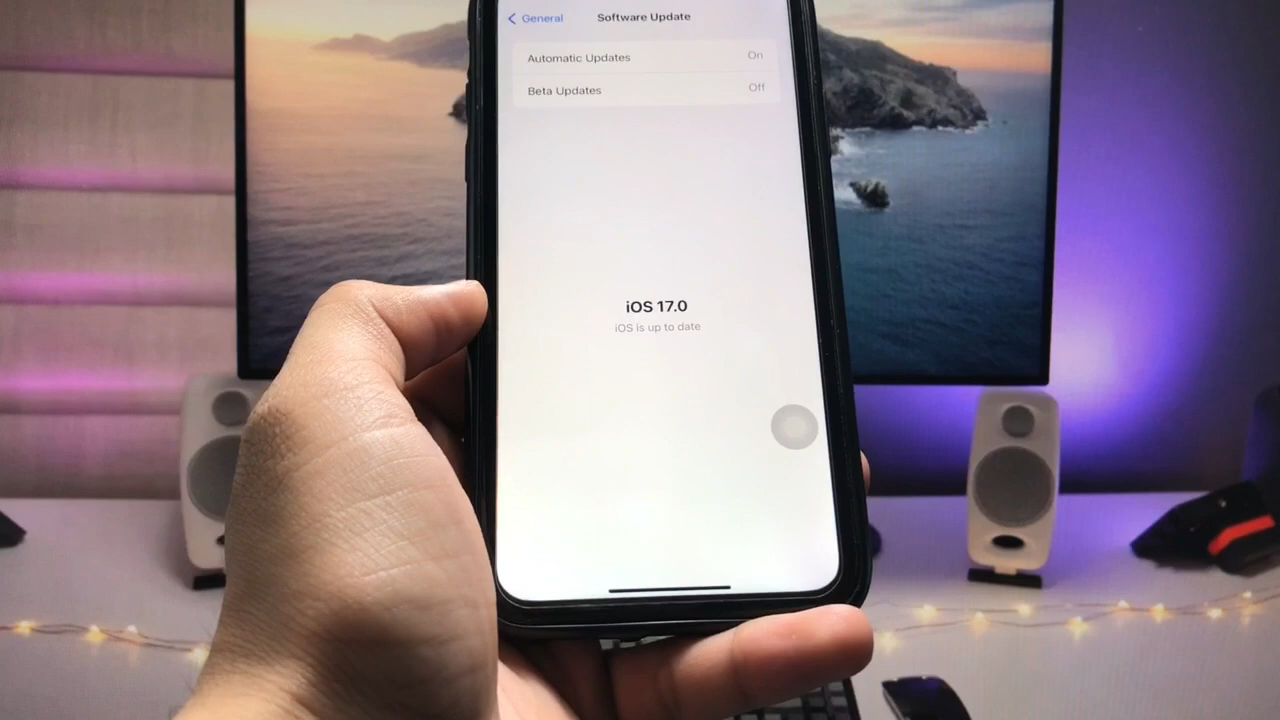 General
Software Update
Automatic Updates On
Beta Updates Off
iOS 17.0
iOS is up to date